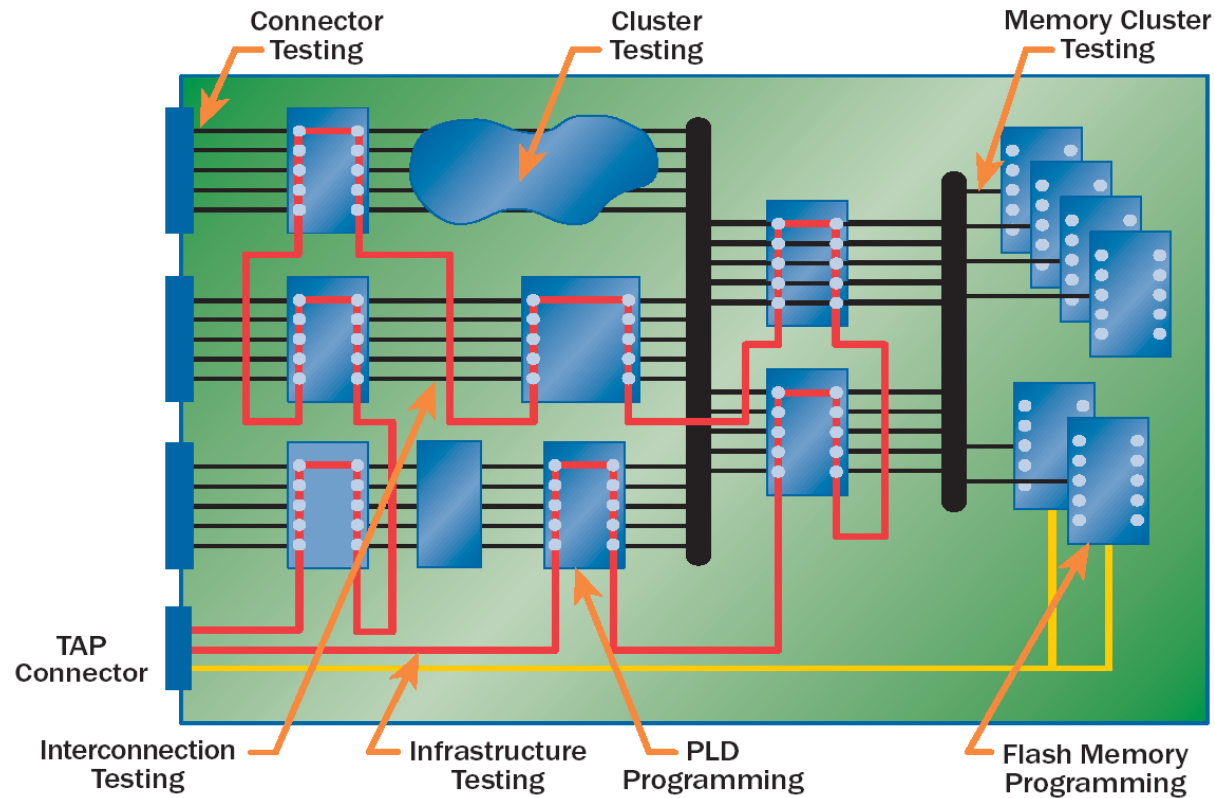 Connector
Testing
Cluster
Testing
Memory Cluster
Testing
TAP
Connector
Interconnection
Testing
Infrastructure
Testing
PLD
Programming
Flash Memory
Programming